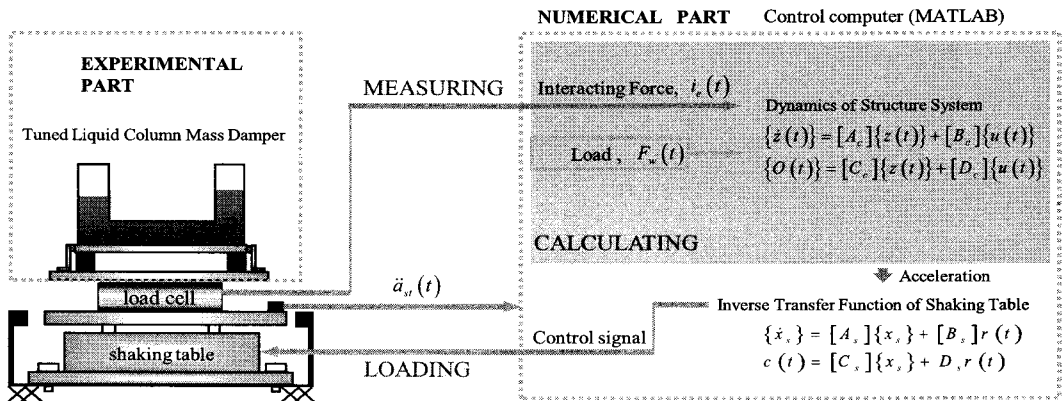 NUMERICAL PART
Control computer (MATLAB)
EXPERIMENTAL
PART
Tuned Liquid Column Mass Damper
MEASURING
Interacting Force, i_e(t)
Load , F_w(t)
Dynamics of Structure System
{ż(t)} = [A_c]{z(t)} + [B_c]{u(t)}
{O(t)} = [C_c]{z(t)} + [D_c]{u(t)}
CALCULATING
Acceleration
load cell
ä_st(t)
Inverse Transfer Function of Shaking Table
{ẋ_s} = [A_s]{x_s} + [B_s]r(t)
c(t) = [C_s]{x_s} + D_s r(t)
Control signal
shaking table
LOADING